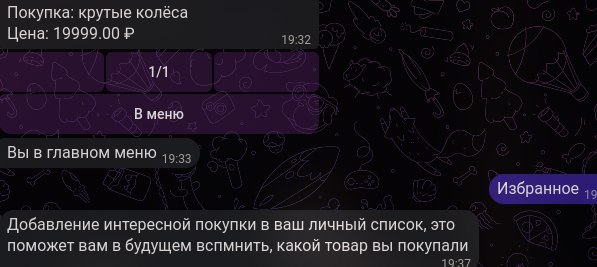 Покупка: крутые колёса
Цена: 19999.00 ₽
19:32
1/1
В меню
Вы в главном меню 19:33
Избранное 19
Добавление интересной покупки в ваш личный список, это
поможет вам в будущем вспмнить, какой товар вы покупали
19:37